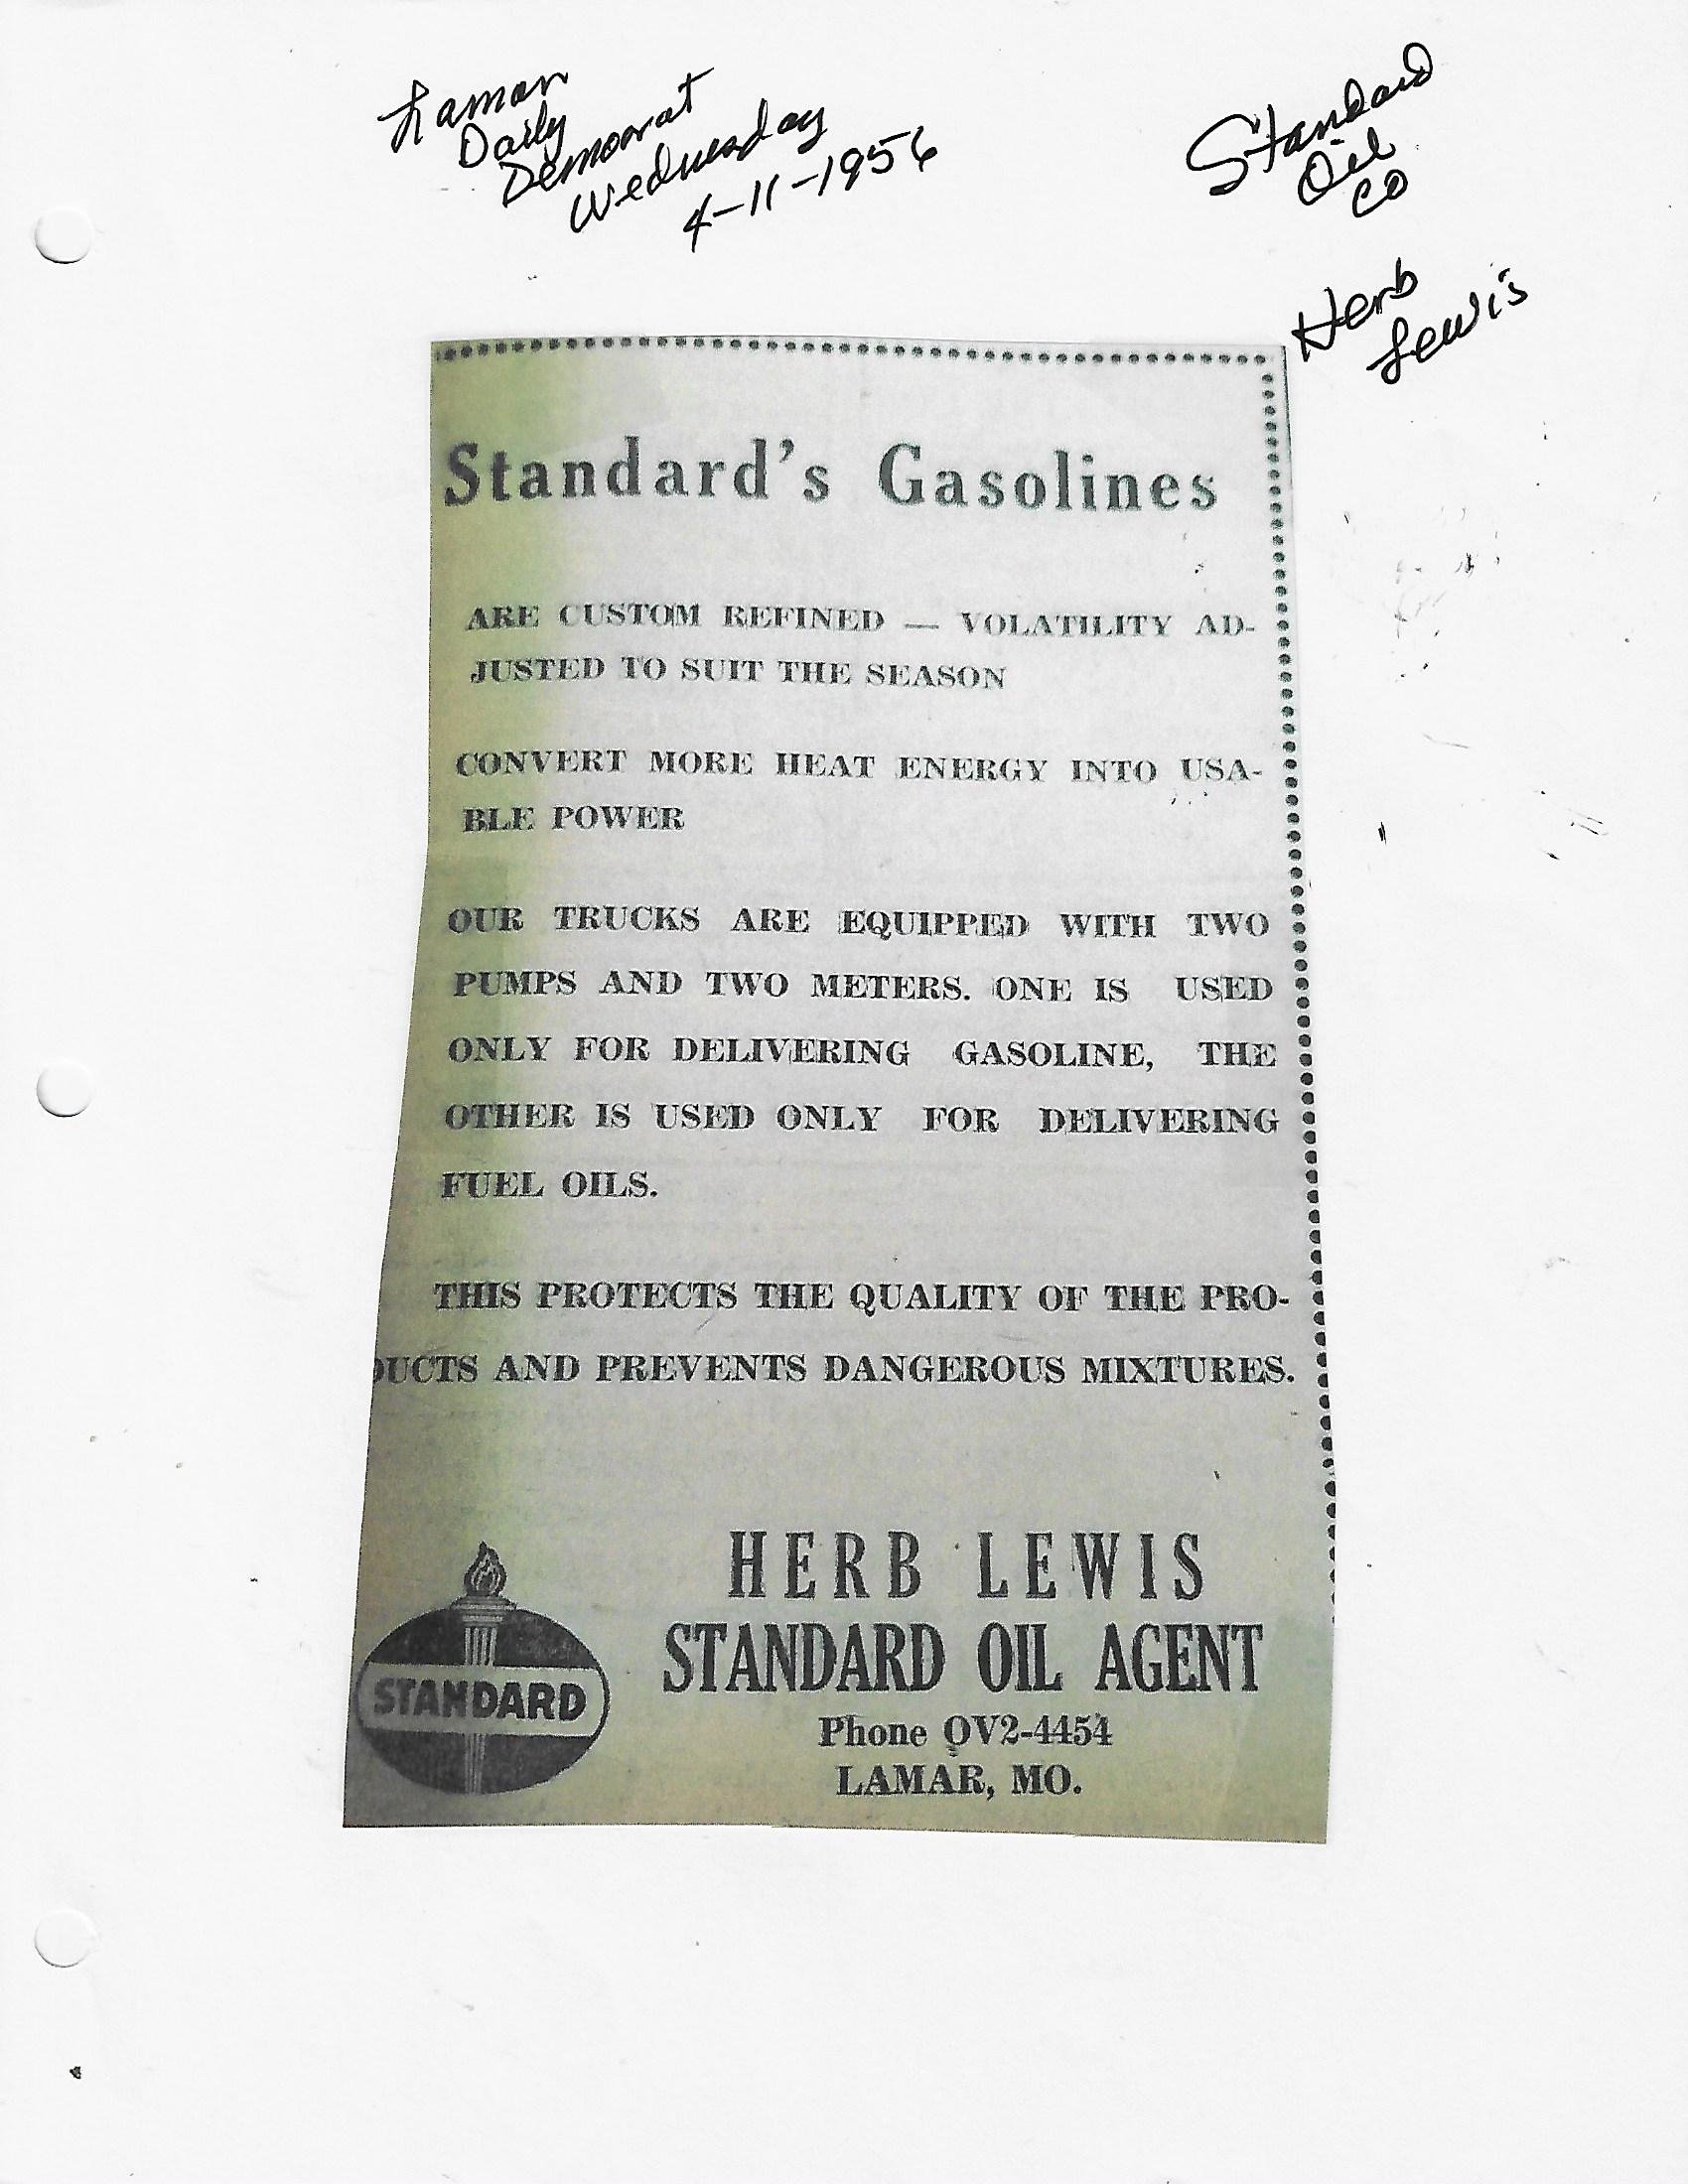 Lamar
Daily
Democrat
Wednesday
4-11-1956
Standard
Oil
CO
Herb
Lewis
Standard's Gasolines
ARE CUSTOM REFINED — VOLATILITY AD-
JUSTED TO SUIT THE SEASON
CONVERT MORE HEAT ENERGY INTO USA-
BLE POWER
OUR TRUCKS ARE EQUIPPED WITH TWO
PUMPS AND TWO METERS. ONE IS USED
ONLY FOR DELIVERING GASOLINE, THE
OTHER IS USED ONLY FOR DELIVERING
FUEL OILS.
THIS PROTECTS THE QUALITY OF THE PRO-
DUCTS AND PREVENTS DANGEROUS MIXTURES.
HERB LEWIS
STANDARD OIL AGENT
Phone OV2-4454
LAMAR, MO.
STANDARD